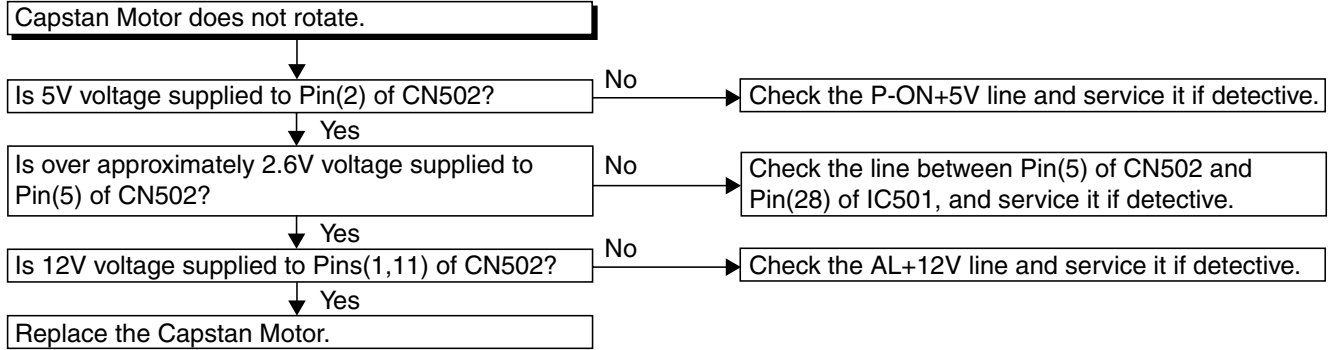 Capstan Motor does not rotate.
Is 5V voltage supplied to Pin(2) of CN502?
No
Check the P-ON+5V line and service it if detective.
Yes
Is over approximately 2.6V voltage supplied to
Pin(5) of CN502?
No
Check the line between Pin(5) of CN502 and
Pin(28) of IC501, and service it if detective.
Yes
Is 12V voltage supplied to Pins(1,11) of CN502?
No
Check the AL+12V line and service it if detective.
Yes
Replace the Capstan Motor.